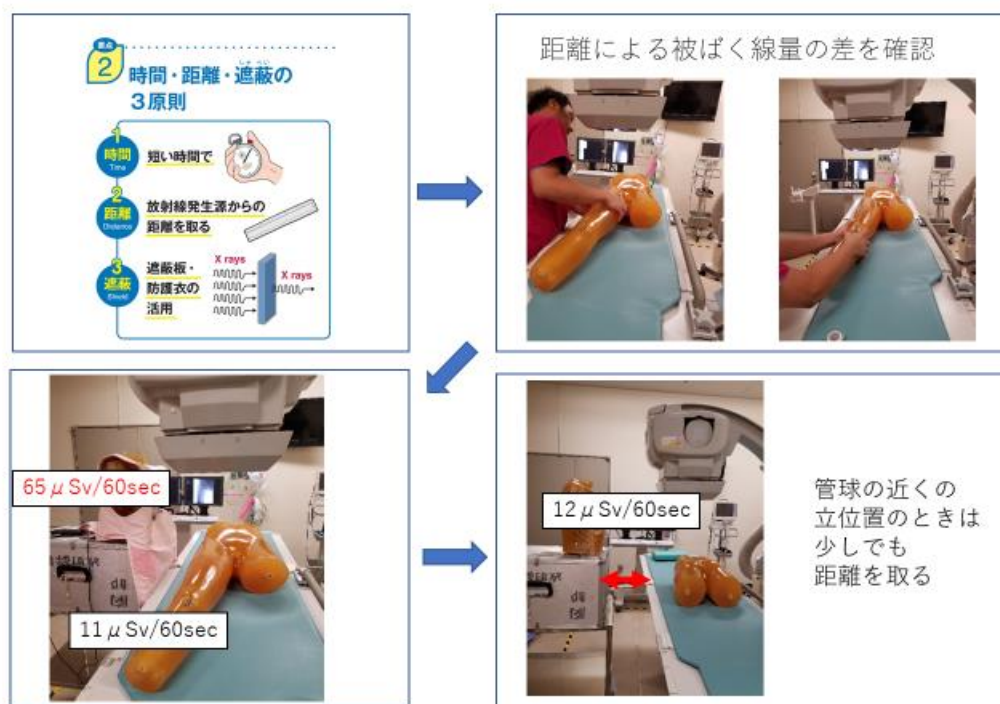 要点
2
時間・距離・遮蔽の
しゃへい
3原則
1
時間
Time
短い時間で
2
距離
Distance
放射線発生源からの
距離を取る
3
遮蔽
Shield
遮蔽板・
防護衣の
活用
X rays
X rays
距離による被ばく線量の差を確認
65μSv/60sec
11μSv/60sec
12μSv/60sec
管球の近くの
立位置のときは
少しでも
距離を取る